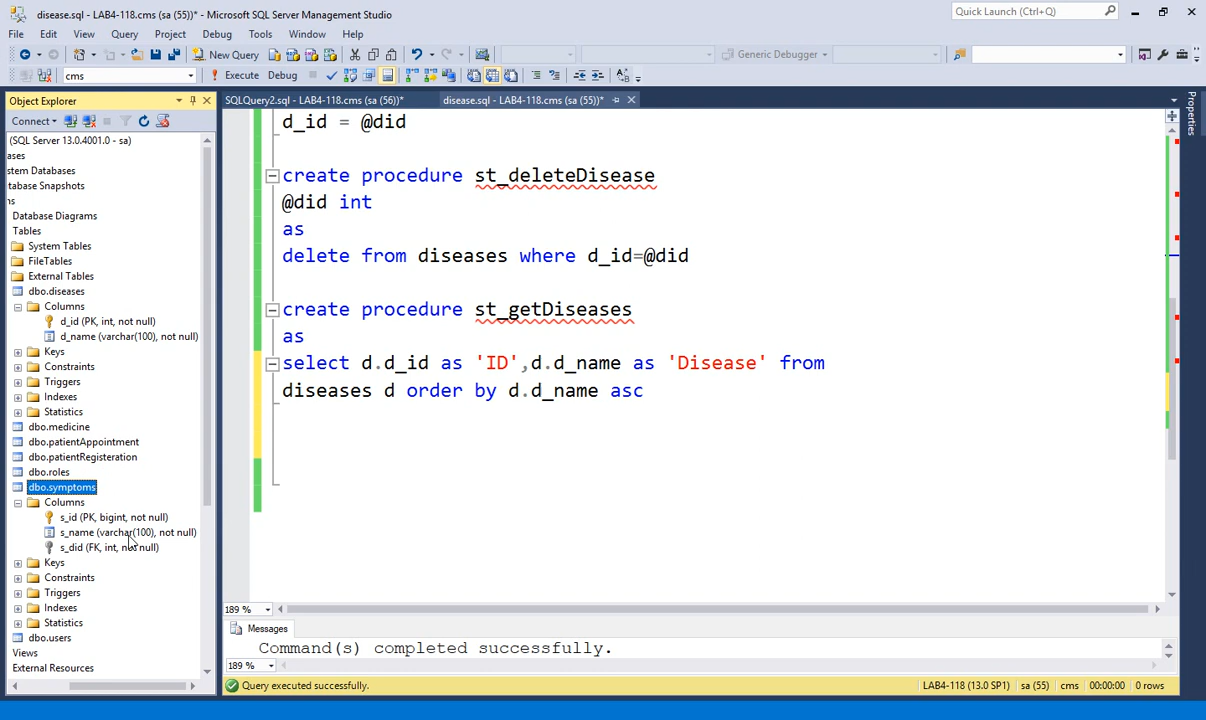 disease.sql - LAB4-118.cms (sa (55))* - Microsoft SQL Server Management Studio
Quick Launch (Ctrl+Q)
File Edit View Query Project Debug Tools Window Help
New Query
Generic Debugger
cms
Execute Debug
Object Explorer
SQLQuery2.sql - LAB4-118.cms (sa (56))*
disease.sql - LAB4-118.cms (sa (55))*
Properties
Connect
(SQL Server 13.0.4001.0 - sa)
ases
stem Databases
tabase Snapshots
ns
Database Diagrams
Tables
System Tables
FileTables
External Tables
dbo.diseases
Columns
d_id (PK, int, not null)
d_name (varchar(100), not null)
Keys
Constraints
Triggers
Indexes
Statistics
dbo.medicine
dbo.patientAppointment
dbo.patientRegisteration
dbo.roles
dbo.symptoms
Columns
s_id (PK, bigint, not null)
s_name (varchar(100), not null)
s_did (FK, int, not null)
Keys
Constraints
Triggers
Indexes
Statistics
dbo.users
Views
External Resources
d_id = @did
create procedure st_deleteDisease
@did int
as
delete from diseases where d_id=@did
create procedure st_getDiseases
as
select d.d_id as 'ID',d.d_name as 'Disease' from
diseases d order by d.d_name asc
189 %
Messages
Command(s) completed successfully.
189 %
Query executed successfully.
LAB4-118 (13.0 SP1) sa (55) cms 00:00:00 0 rows